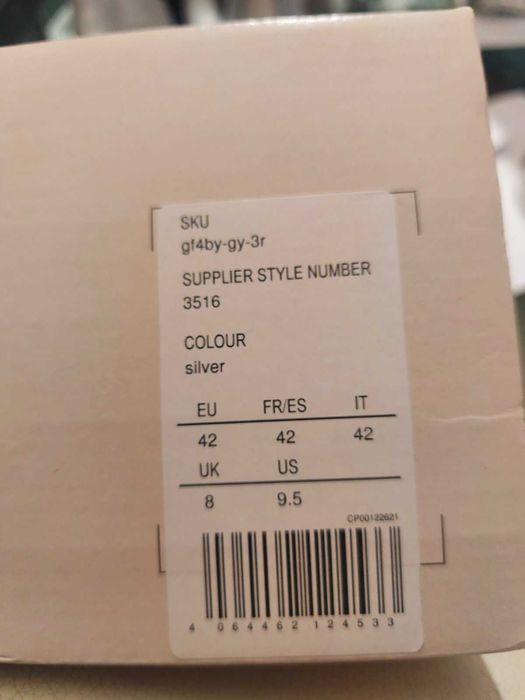 SKU
gf4by-gy-3r
SUPPLIER STYLE NUMBER
3516
COLOUR
silver
EU FR/ES IT
42 42 42
UK US
8 9.5
CP00122621
4 064462 124533